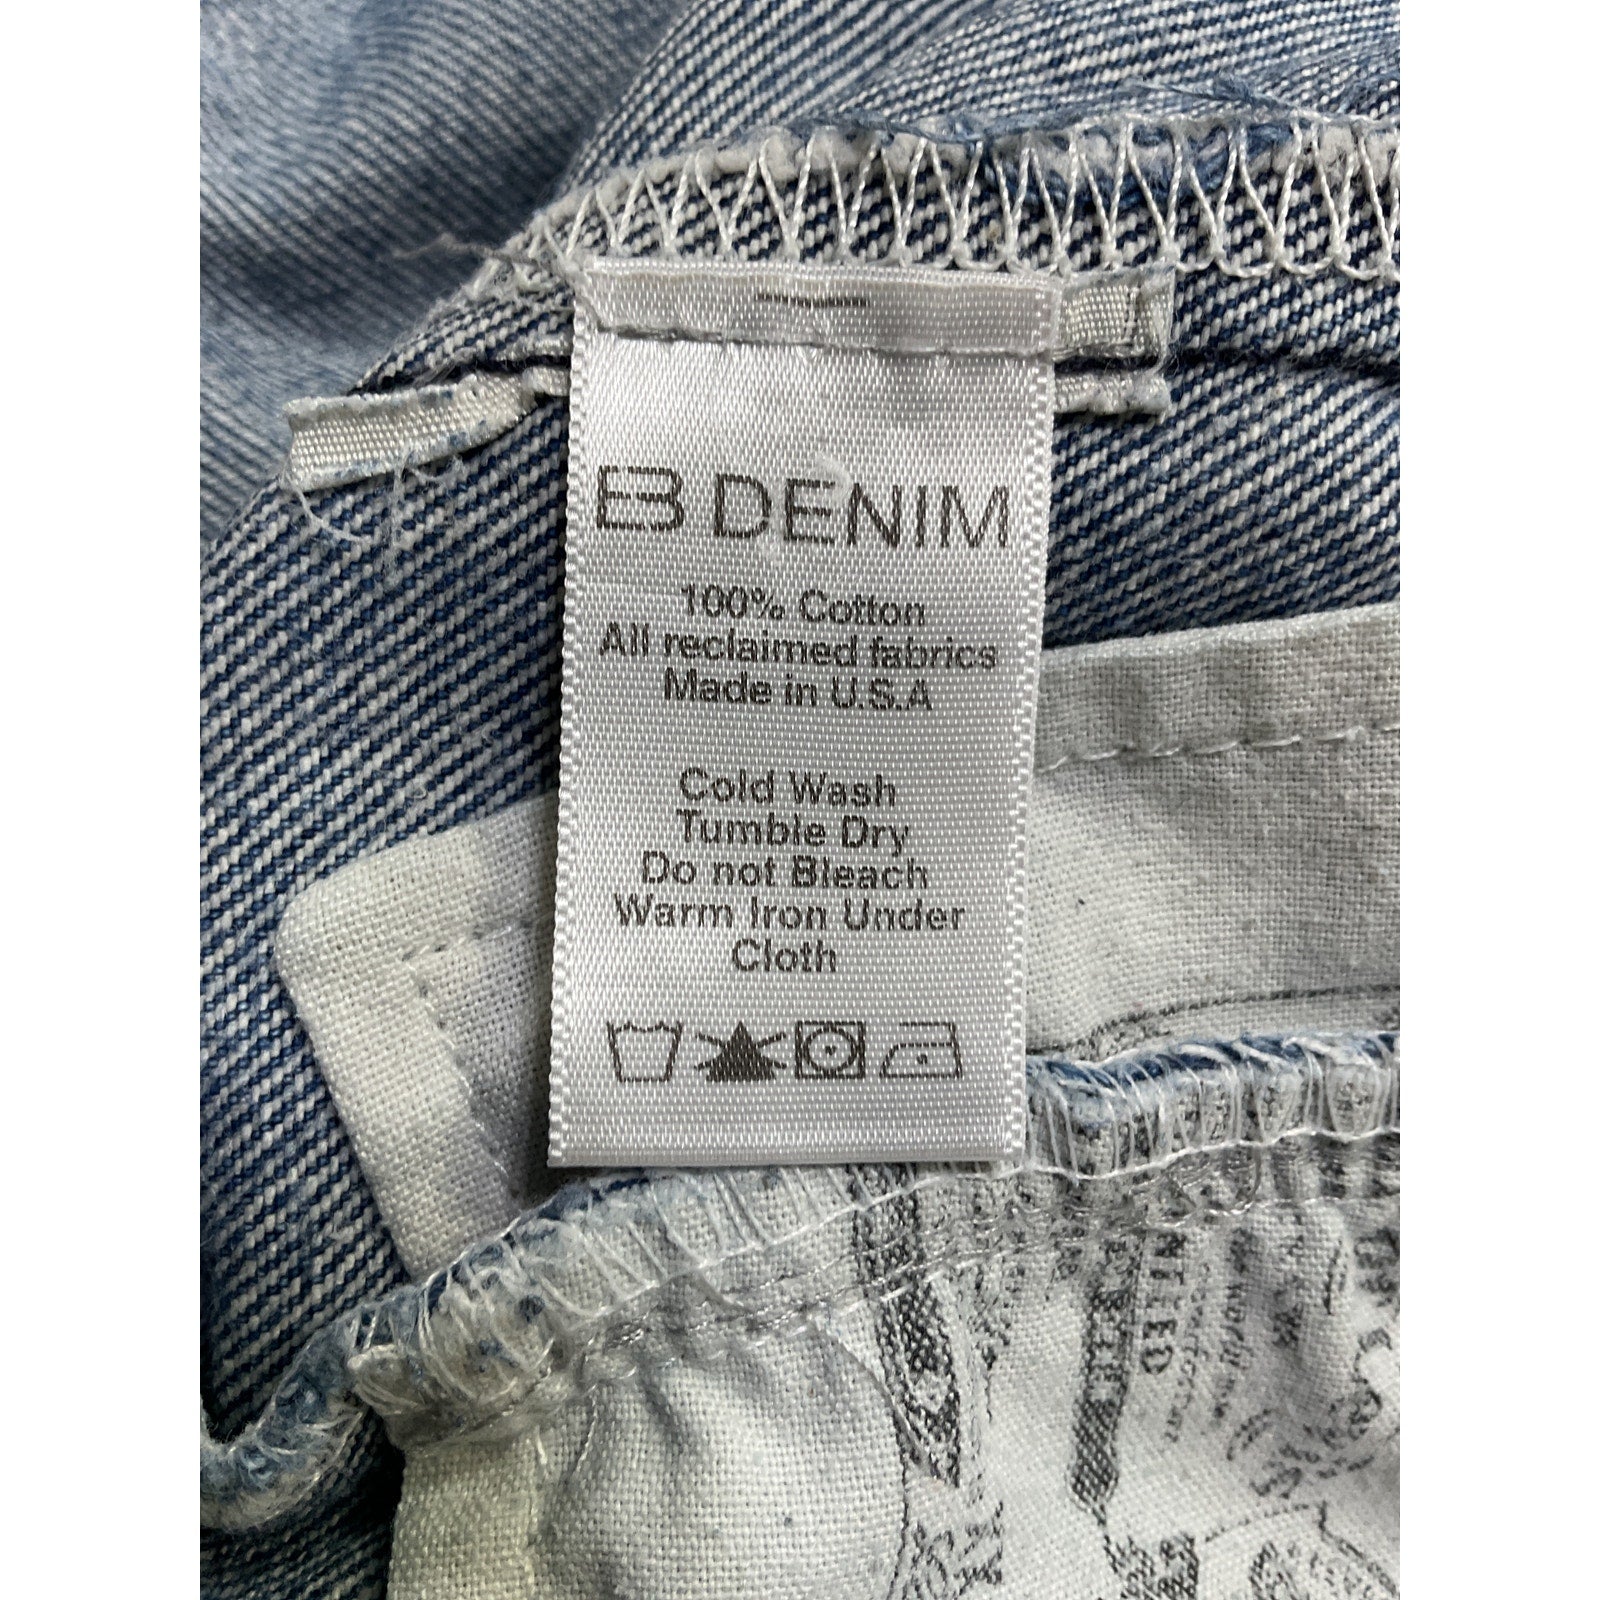 EB DENIM
100% Cotton
All reclaimed fabrics
Made in U.S.A
Cold Wash
Tumble Dry
Do not Bleach
Warm Iron Under
Cloth